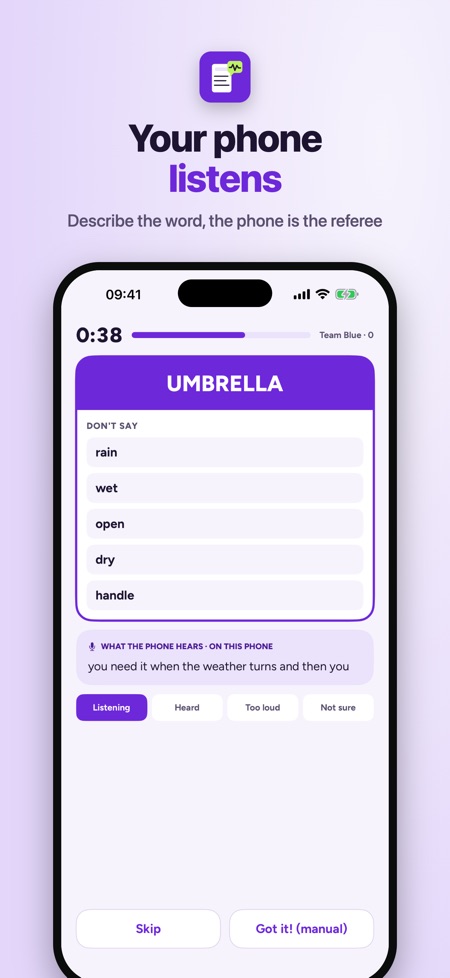 Your phone
listens
Describe the word, the phone is the referee
09:41
0:38
Team Blue · 0
UMBRELLA
DON'T SAY
rain
wet
open
dry
handle
WHAT THE PHONE HEARS · ON THIS PHONE
you need it when the weather turns and then you
Listening
Heard
Too loud
Not sure
Skip
Got it! (manual)